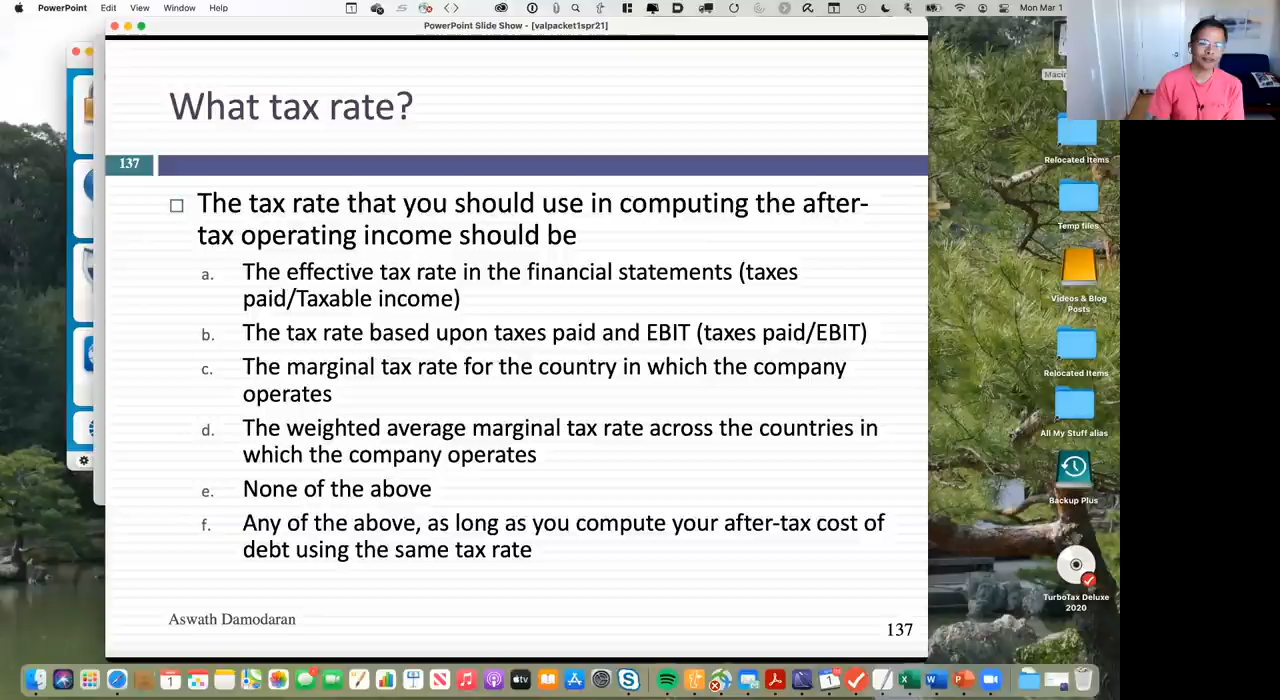 PowerPoint File Edit View Window Help
Mon Mar 1
PowerPoint Slide Show - [valpacket1spr21]
What tax rate?
137
□ The tax rate that you should use in computing the after-
tax operating income should be
a. The effective tax rate in the financial statements (taxes
paid/Taxable income)
b. The tax rate based upon taxes paid and EBIT (taxes paid/EBIT)
c. The marginal tax rate for the country in which the company
operates
d. The weighted average marginal tax rate across the countries in
which the company operates
e. None of the above
f. Any of the above, as long as you compute your after-tax cost of
debt using the same tax rate
Aswath Damodaran
137
Relocated Items
Temp files
Videos & Blog
Posts
Relocated Items
All My Stuff alias
Backup Plus
TurboTax Deluxe
2020